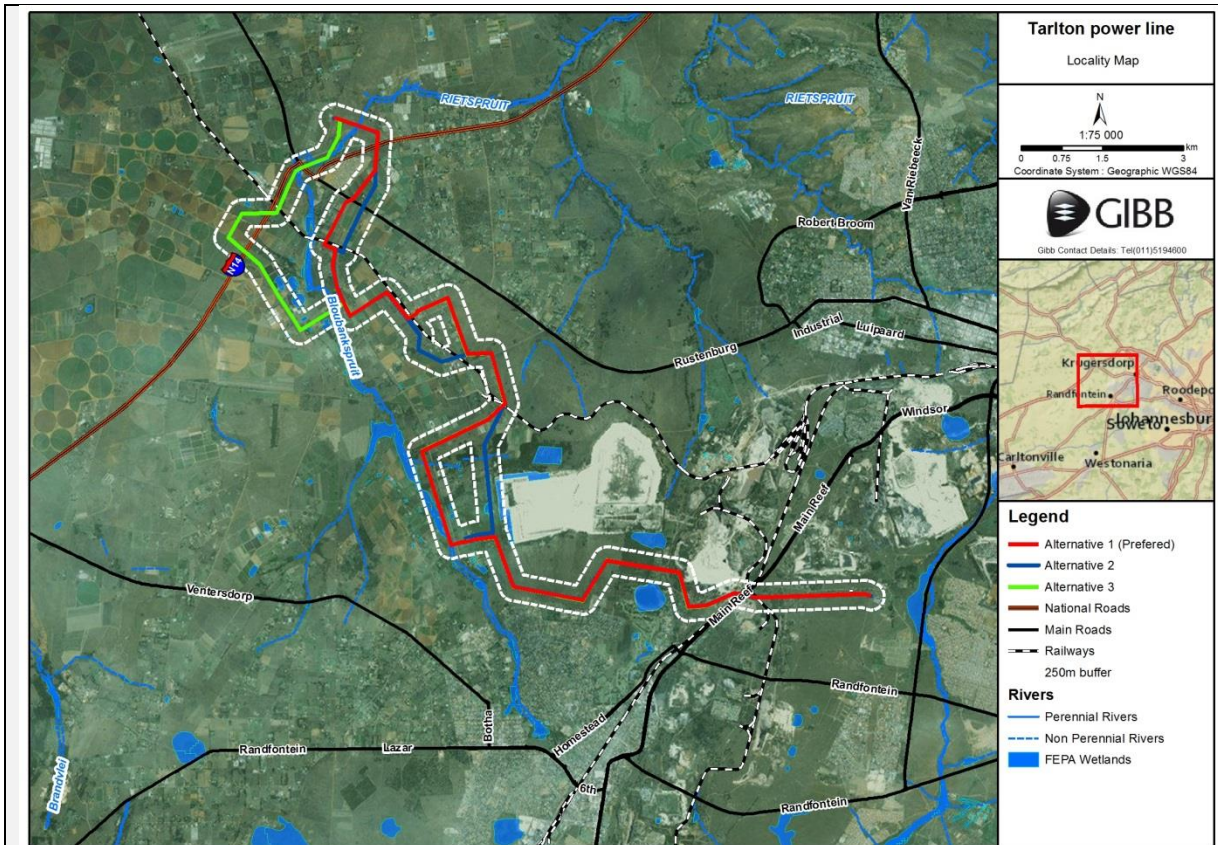 RIETSPRUIT
RIETSPRUIT
Van Riebeeck
Robert Broom
N14
Bloubankspruit
Industrial
Luipaard
Rustenburg
Windsor
Main Reef
Ventersdorp
Main Reef
Botha
Randfontein
Homestead
Randfontein
Lazar
Brandvlei
6th
Randfontein
Tarlton power line
Locality Map
N
1:75 000
km
0 0.75 1.5 3
Coordinate System : Geographic WGS84
GIBB
Gibb Contact Details: Tel(011)5194600
Krugersdorp
Randfontein
Roodepo
Johannesbur
Soweto
Carltonville
Westonaria
Legend
Alternative 1 (Prefered)
Alternative 2
Alternative 3
National Roads
Main Roads
Railways
250m buffer
Rivers
Perennial Rivers
Non Perennial Rivers
FEPA Wetlands